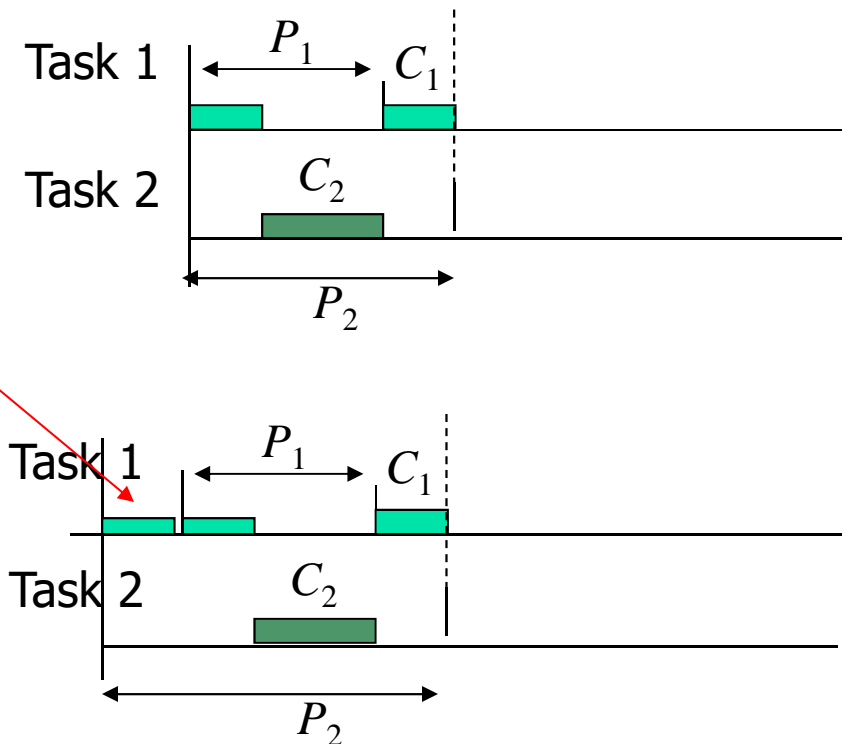 P₁
Task 1 C₁
Task 2 C₂
P₂
Task 1 P₁ C₁
Task 2 C₂
P₂